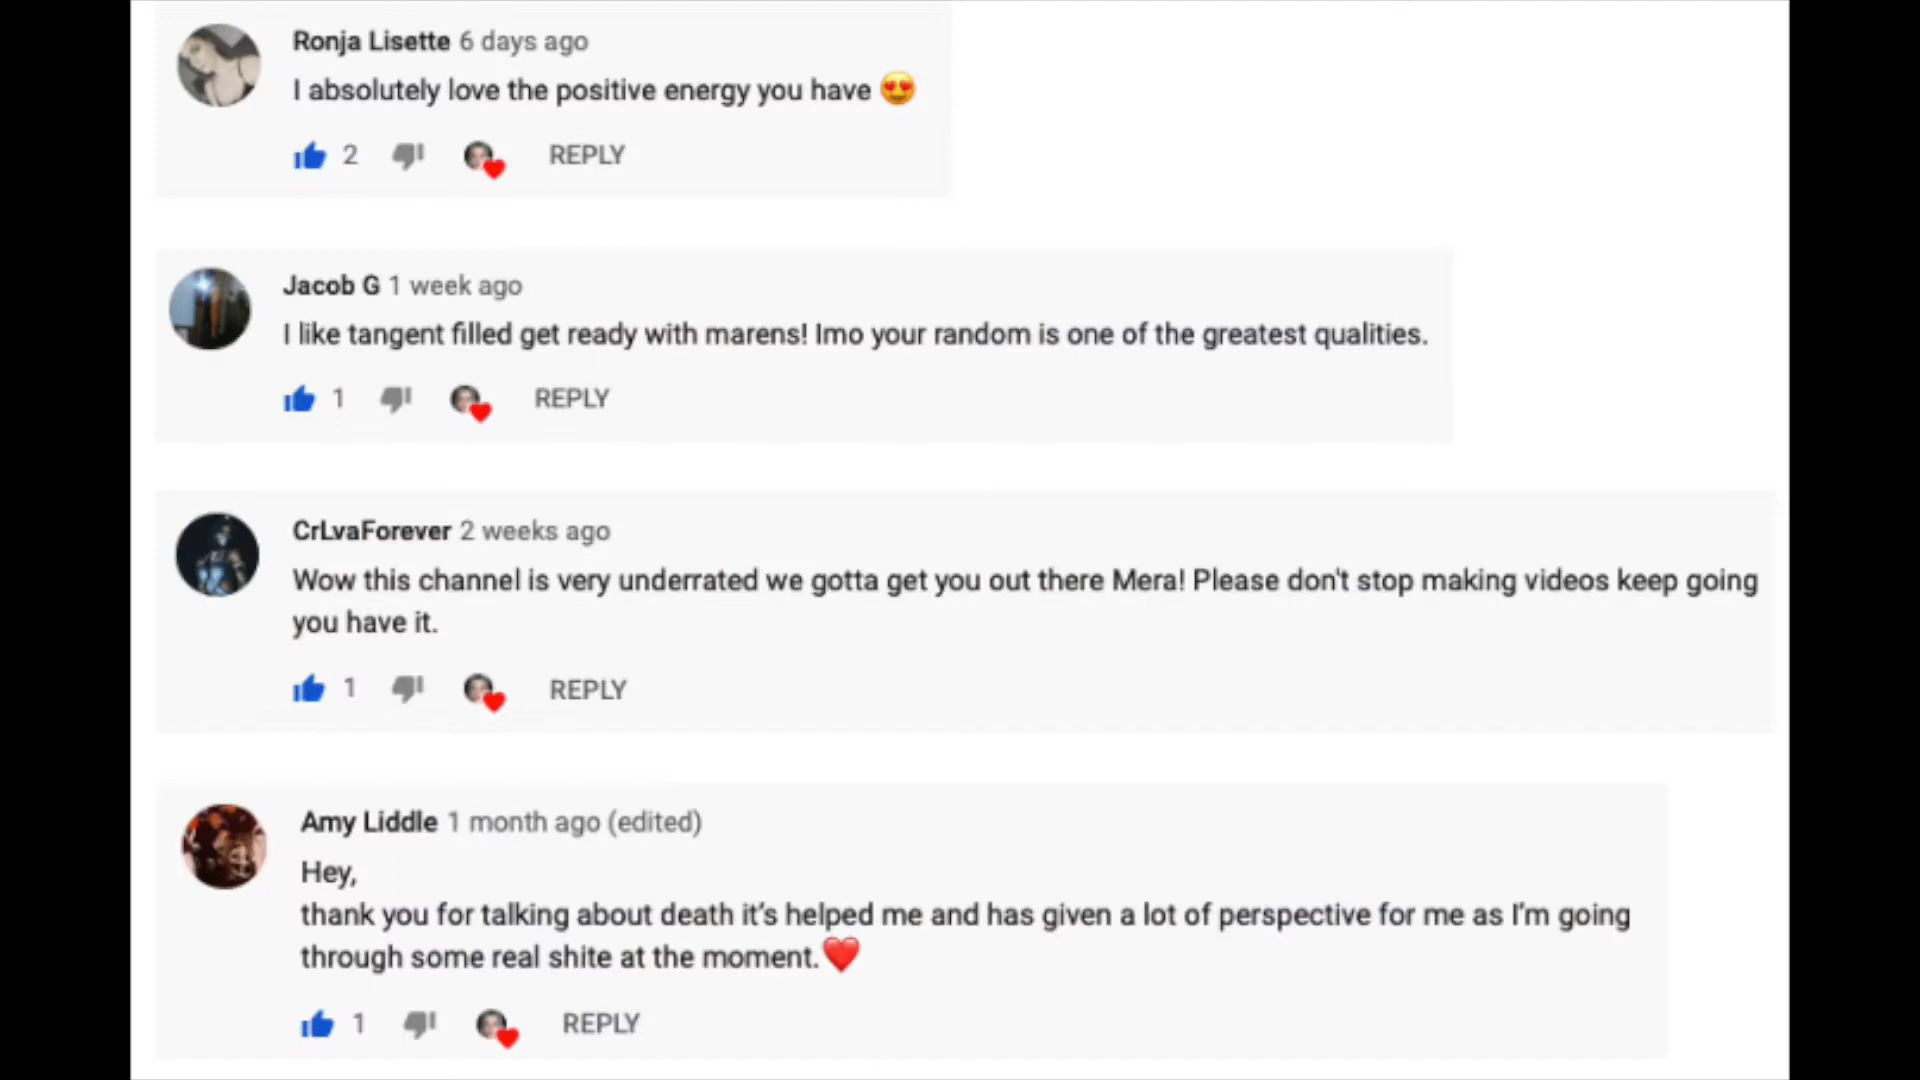 Ronja Lisette 6 days ago
I absolutely love the positive energy you have 😍
2 REPLY
Jacob G 1 week ago
I like tangent filled get ready with marens! Imo your random is one of the greatest qualities.
1 REPLY
CrLvaForever 2 weeks ago
Wow this channel is very underrated we gotta get you out there Mera! Please don't stop making videos keep going
you have it.
1 REPLY
Amy Liddle 1 month ago (edited)
Hey,
thank you for talking about death it's helped me and has given a lot of perspective for me as I'm going
through some real shite at the moment.❤️
1 REPLY